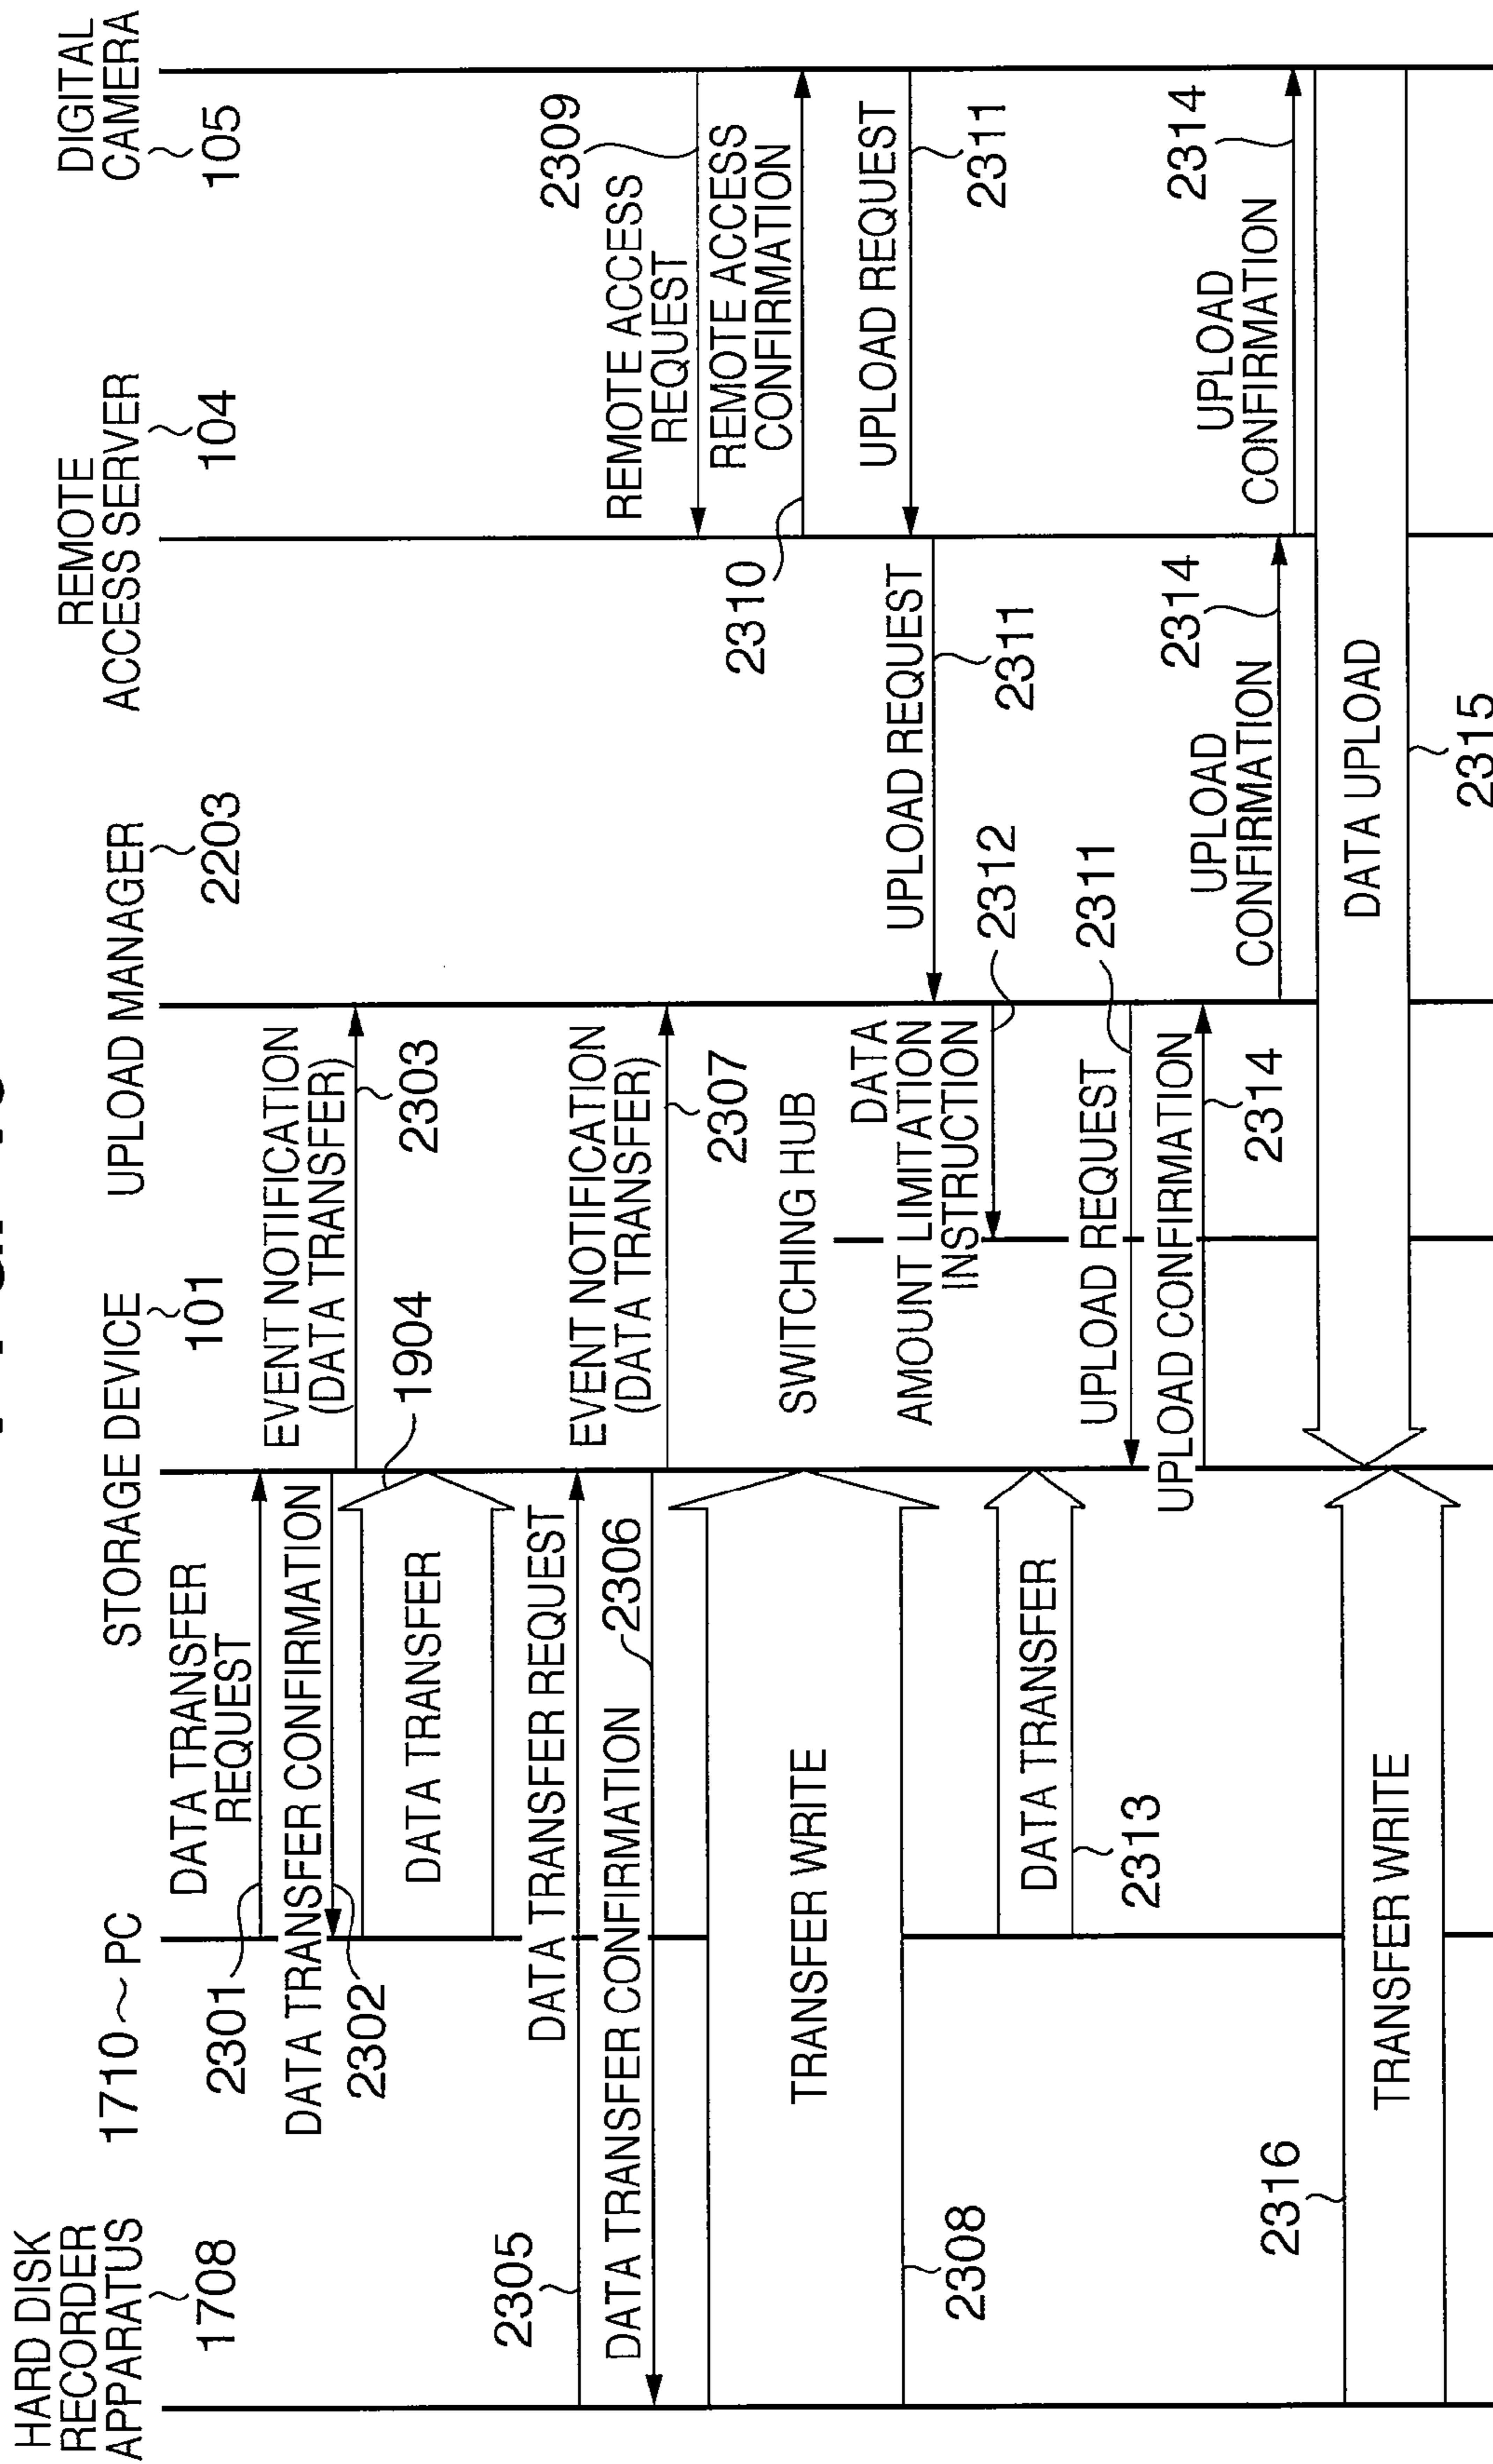 HARD DISK
RECORDER
APPARATUS
1708
1710
PC
STORAGE DEVICE
101
UPLOAD MANAGER
2203
REMOTE
ACCESS SERVER
104
DIGITAL
CAMERA
105
DATA TRANSFER
REQUEST
2301
DATA TRANSFER CONFIRMATION
2302
EVENT NOTIFICATION
(DATA TRANSFER)
2303
1904
DATA TRANSFER
2305
DATA TRANSFER REQUEST
DATA TRANSFER CONFIRMATION
2306
EVENT NOTIFICATION
(DATA TRANSFER)
2307
TRANSFER WRITE
2308
REMOTE ACCESS
REQUEST
2309
REMOTE ACCESS
CONFIRMATION
2310
SWITCHING HUB
UPLOAD REQUEST
2311
UPLOAD REQUEST
2311
DATA
AMOUNT LIMITATION
INSTRUCTION
2312
DATA TRANSFER
2313
UPLOAD REQUEST
2311
UPLOAD CONFIRMATION
2314
UPLOAD
CONFIRMATION
2314
UPLOAD
CONFIRMATION
2314
DATA UPLOAD
2315
2316
TRANSFER WRITE